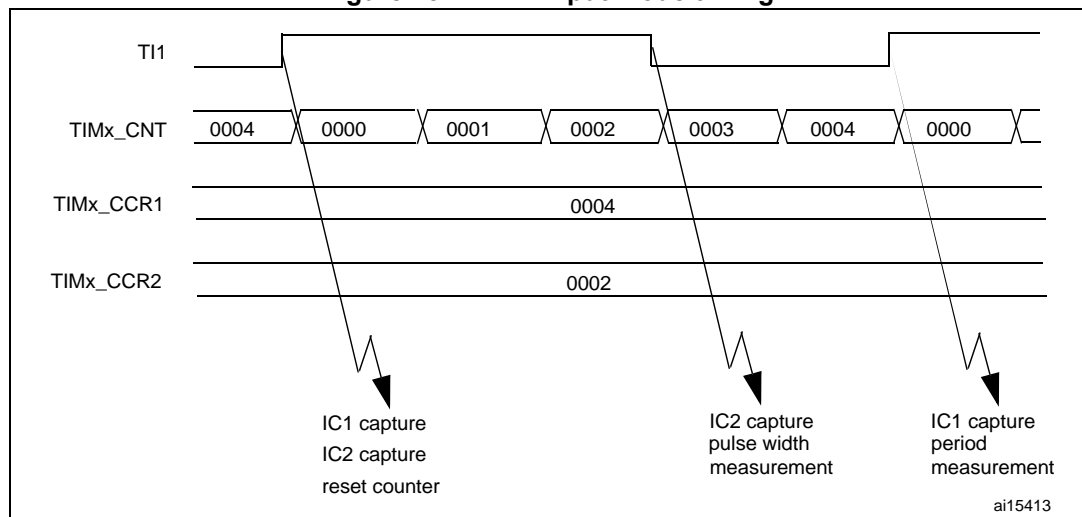 TI1
TIMx_CNT 0004 0000 0001 0002 0003 0004 0000
TIMx_CCR1 0004
TIMx_CCR2 0002
IC1 capture
IC2 capture
reset counter
IC2 capture
pulse width
measurement
IC1 capture
period
measurement
ai15413